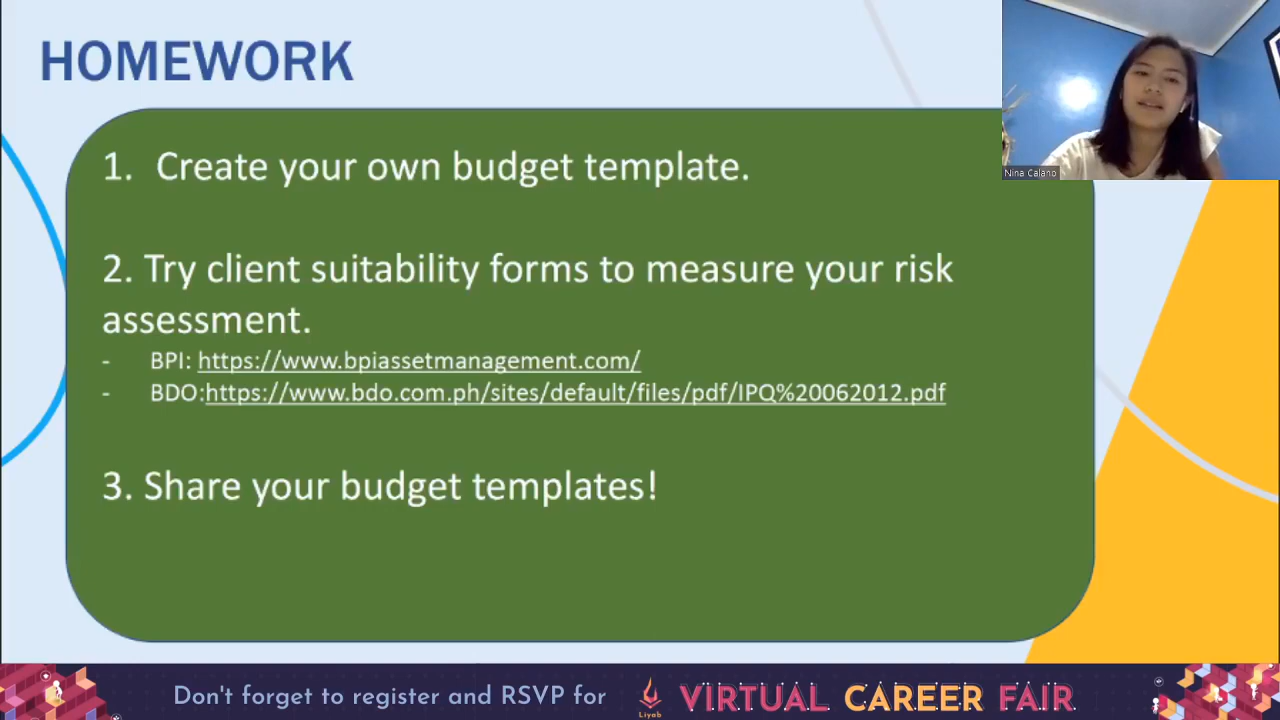 HOMEWORK
1. Create your own budget template.
2. Try client suitability forms to measure your risk
assessment.
- BPI: https://www.bpiassetmanagement.com/
- BDO:https://www.bdo.com.ph/sites/default/files/pdf/IPQ%20062012.pdf
3. Share your budget templates!
Nina Calano
Don't forget to register and RSVP for Liyab VIRTUAL CAREER FAIR